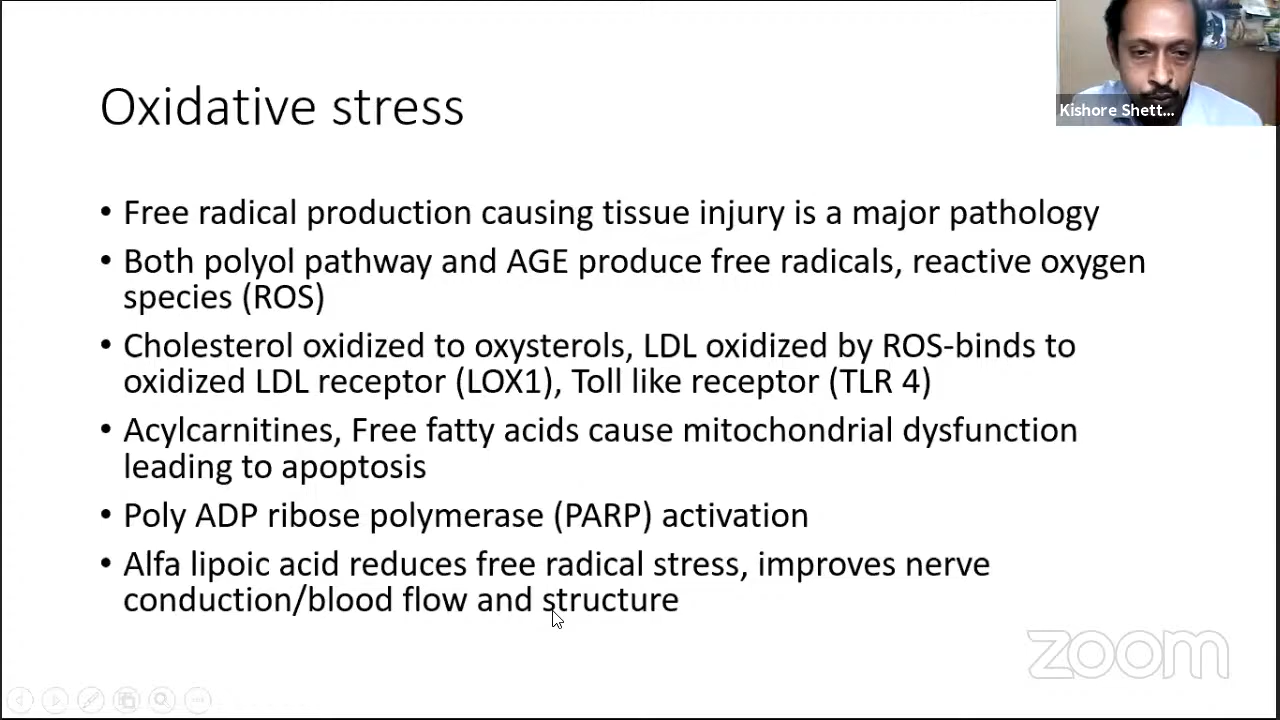 Oxidative stress
Kishore Shett...
• Free radical production causing tissue injury is a major pathology
• Both polyol pathway and AGE produce free radicals, reactive oxygen
species (ROS)
• Cholesterol oxidized to oxysterols, LDL oxidized by ROS-binds to
oxidized LDL receptor (LOX1), Toll like receptor (TLR 4)
• Acylcarnitines, Free fatty acids cause mitochondrial dysfunction
leading to apoptosis
• Poly ADP ribose polymerase (PARP) activation
• Alfa lipoic acid reduces free radical stress, improves nerve
conduction/blood flow and structure
zoom